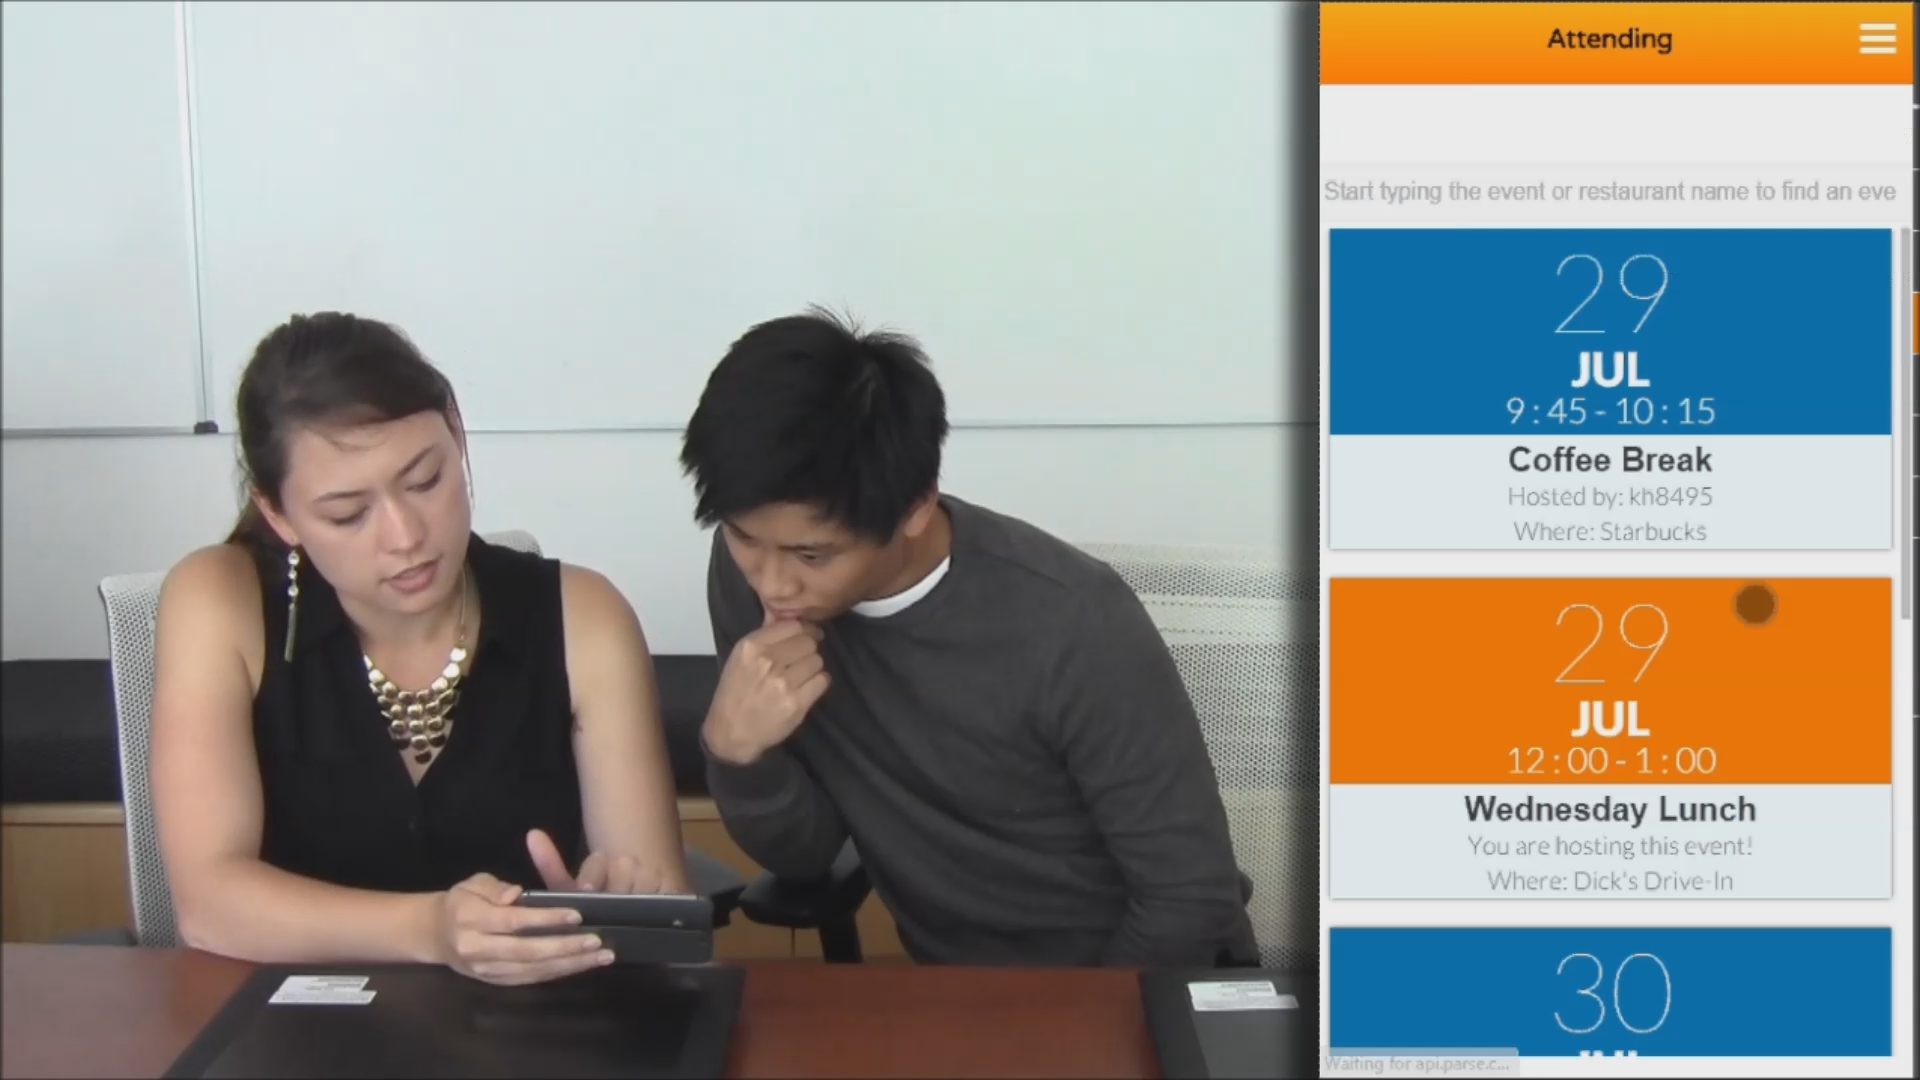 Attending
Start typing the event or restaurant name to find an eve
29
JUL
9:45 - 10:15
Coffee Break
Hosted by: kh8495
Where: Starbucks
29
JUL
12:00 - 1:00
Wednesday Lunch
You are hosting this event!
Where: Dick's Drive-In
30
Waiting for api.parse.c...